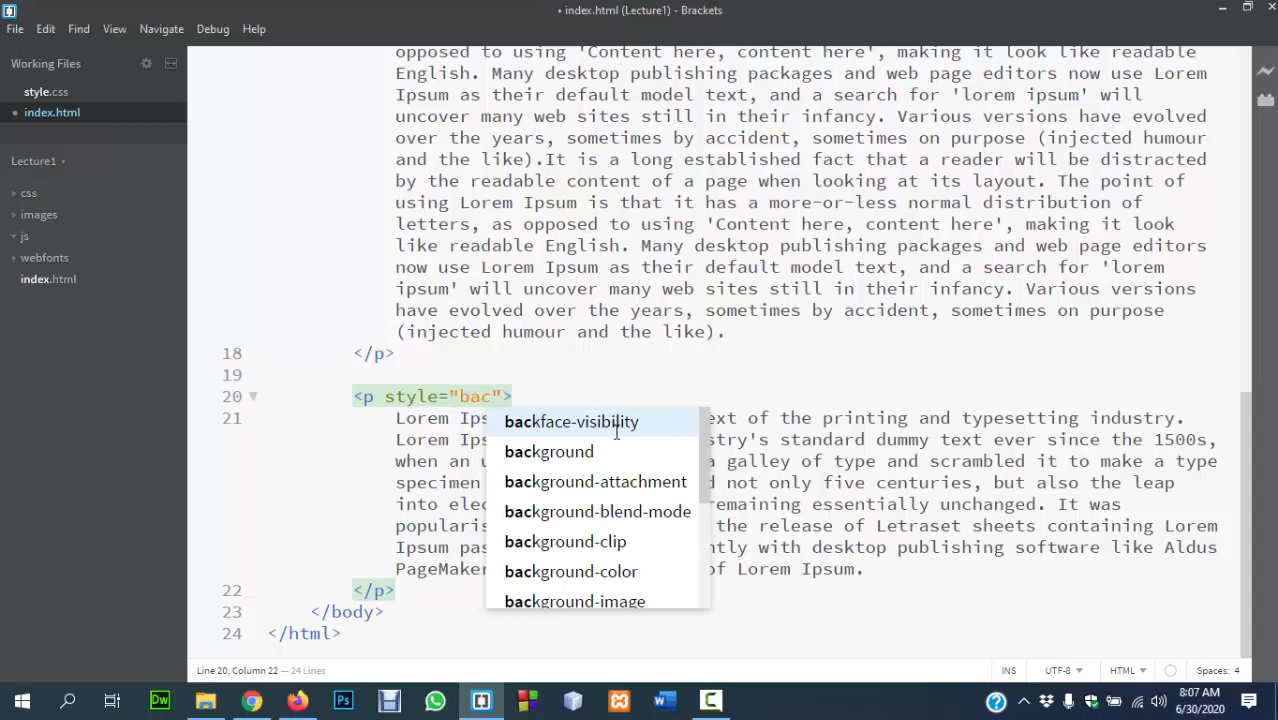 • index.html (Lecture1) - Brackets
File Edit Find View Navigate Debug Help
Working Files
style.css
• index.html
Lecture1
css
images
js
webfonts
index.html
opposed to using 'Content here, content here', making it look like readable
English. Many desktop publishing packages and web page editors now use Lorem
Ipsum as their default model text, and a search for 'lorem ipsum' will
uncover many web sites still in their infancy. Various versions have evolved
over the years, sometimes by accident, sometimes on purpose (injected humour
and the like).It is a long established fact that a reader will be distracted
by the readable content of a page when looking at its layout. The point of
using Lorem Ipsum is that it has a more-or-less normal distribution of
letters, as opposed to using 'Content here, content here', making it look
like readable English. Many desktop publishing packages and web page editors
now use Lorem Ipsum as their default model text, and a search for 'lorem
ipsum' will uncover many web sites still in their infancy. Various versions
have evolved over the years, sometimes by accident, sometimes on purpose
(injected humour and the like).
18 </p>
19
20 <p style="bac">
21 Lorem Ips ext of the printing and typesetting industry.
Lorem Ips stry's standard dummy text ever since the 1500s,
when an u a galley of type and scrambled it to make a type
specimen d not only five centuries, but also the leap
into elec remaining essentially unchanged. It was
popularis the release of Letraset sheets containing Lorem
Ipsum pas ntly with desktop publishing software like Aldus
PageMaker of Lorem Ipsum.
22 </p>
23 </body>
24 </html>
backface-visibility
background
background-attachment
background-blend-mode
background-clip
background-color
background-image
Line 20, Column 22 — 24 Lines
INS UTF-8 HTML Spaces: 4
Dw Ps W C
8:07 AM
6/30/2020